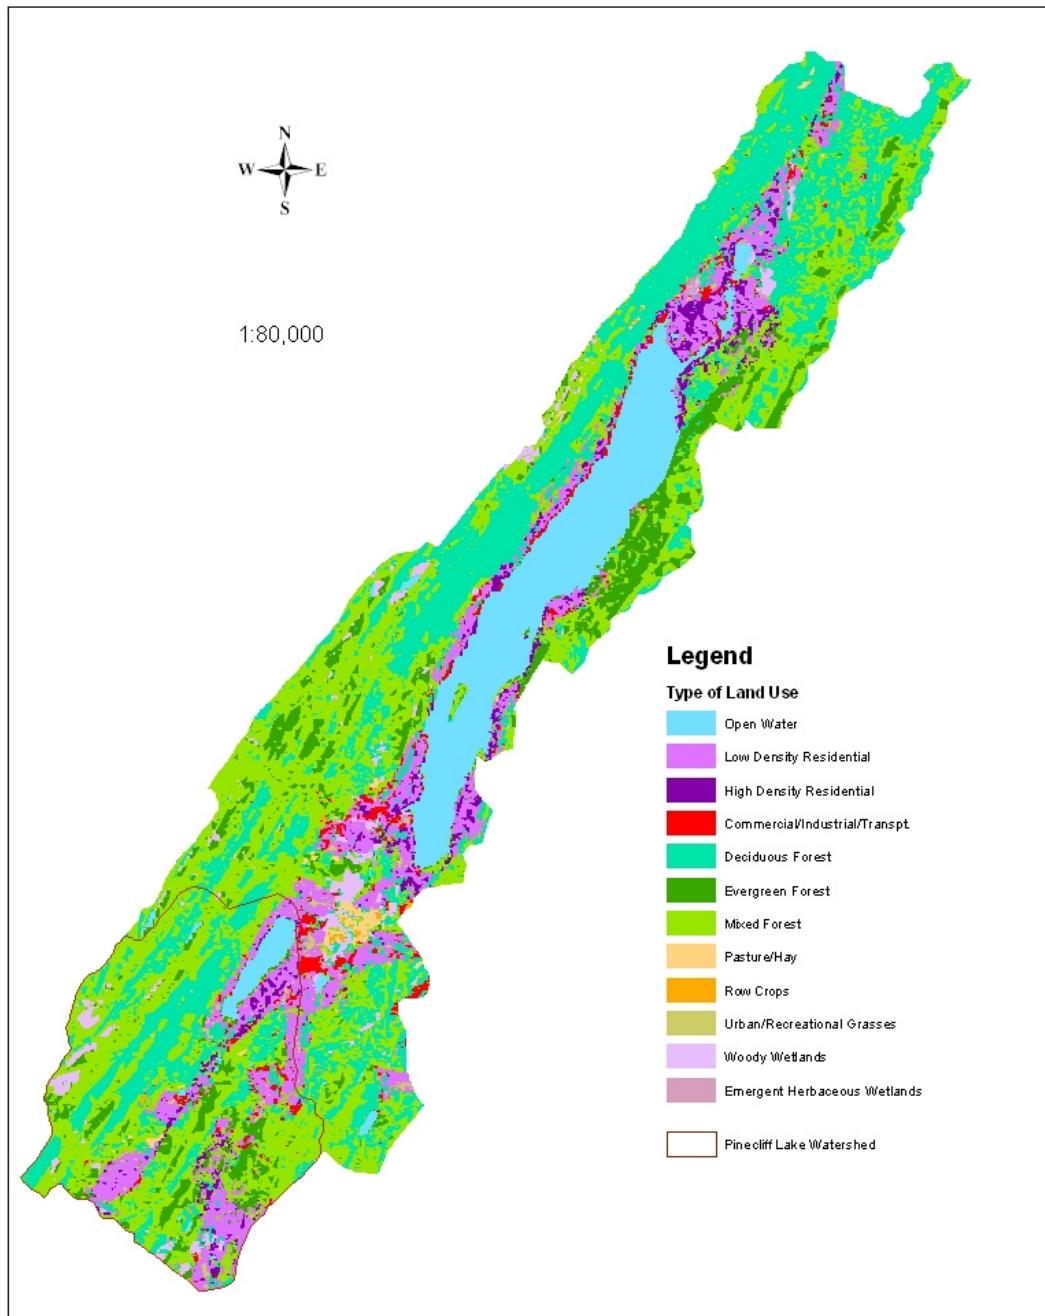 N
W E
S
1:80,000
Legend
Type of Land Use
Open Water
Low Density Residential
High Density Residential
Commercial/Industrial/Transpt.
Deciduous Forest
Evergreen Forest
Mixed Forest
Pasture/Hay
Row Crops
Urban/Recreational Grasses
Woody Wetlands
Emergent Herbaceous Wetlands
Pinecliff Lake Watershed